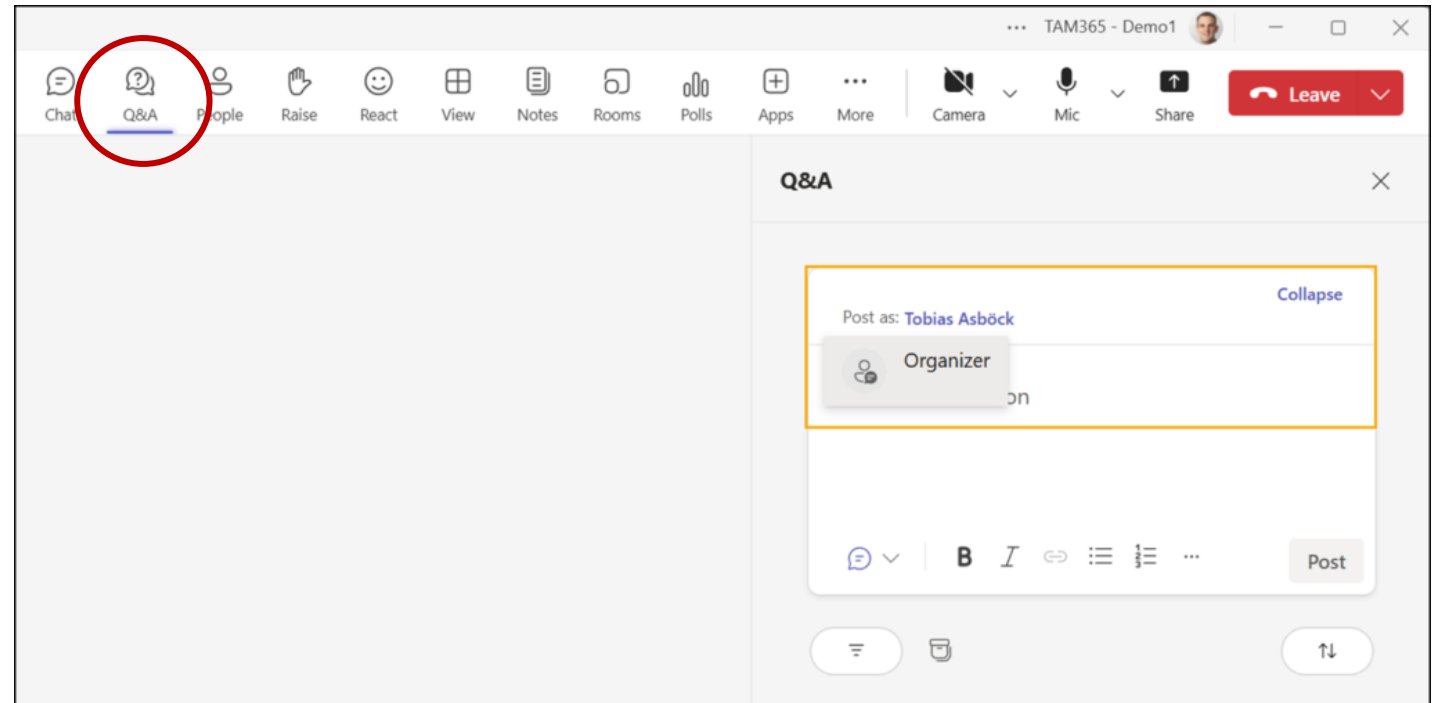 ··· TAM365 - Demo1
Chat Q&A People Raise React View Notes Rooms Polls Apps More Camera Mic Share Leave
Q&A
Collapse
Post as: Tobias Asböck
Organizer
on
B I ···
Post